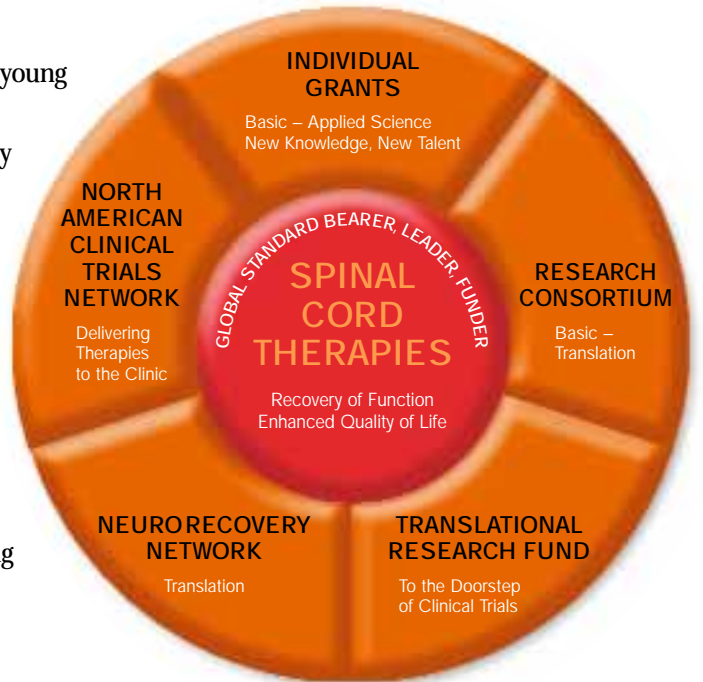 young
y
INDIVIDUAL
GRANTS
Basic – Applied Science
New Knowledge, New Talent
NORTH
AMERICAN
CLINICAL
TRIALS
NETWORK
Delivering
Therapies
to the Clinic
GLOBAL STANDARD BEARER, LEADER, FUNDER
SPINAL
CORD
THERAPIES
Recovery of Function
Enhanced Quality of Life
RESEARCH
CONSORTIUM
Basic –
Translation
NEURORECOVERY
NETWORK
Translation
TRANSLATIONAL
RESEARCH FUND
To the Doorstep
of Clinical Trials
g